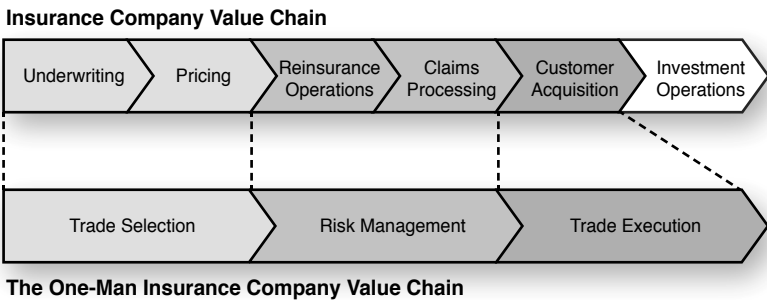 Insurance Company Value Chain
Underwriting
Pricing
Reinsurance
Operations
Claims
Processing
Customer
Acquisition
Investment
Operations
Trade Selection
Risk Management
Trade Execution
The One-Man Insurance Company Value Chain